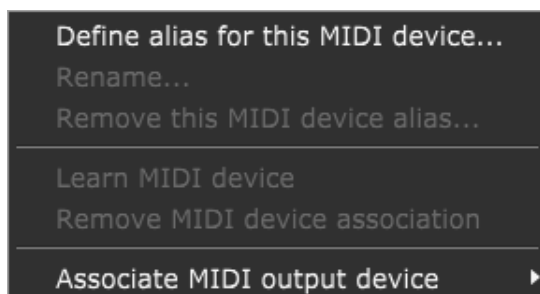 Define alias for this MIDI device...
Rename...
Remove this MIDI device alias...
Learn MIDI device
Remove MIDI device association
Associate MIDI output device